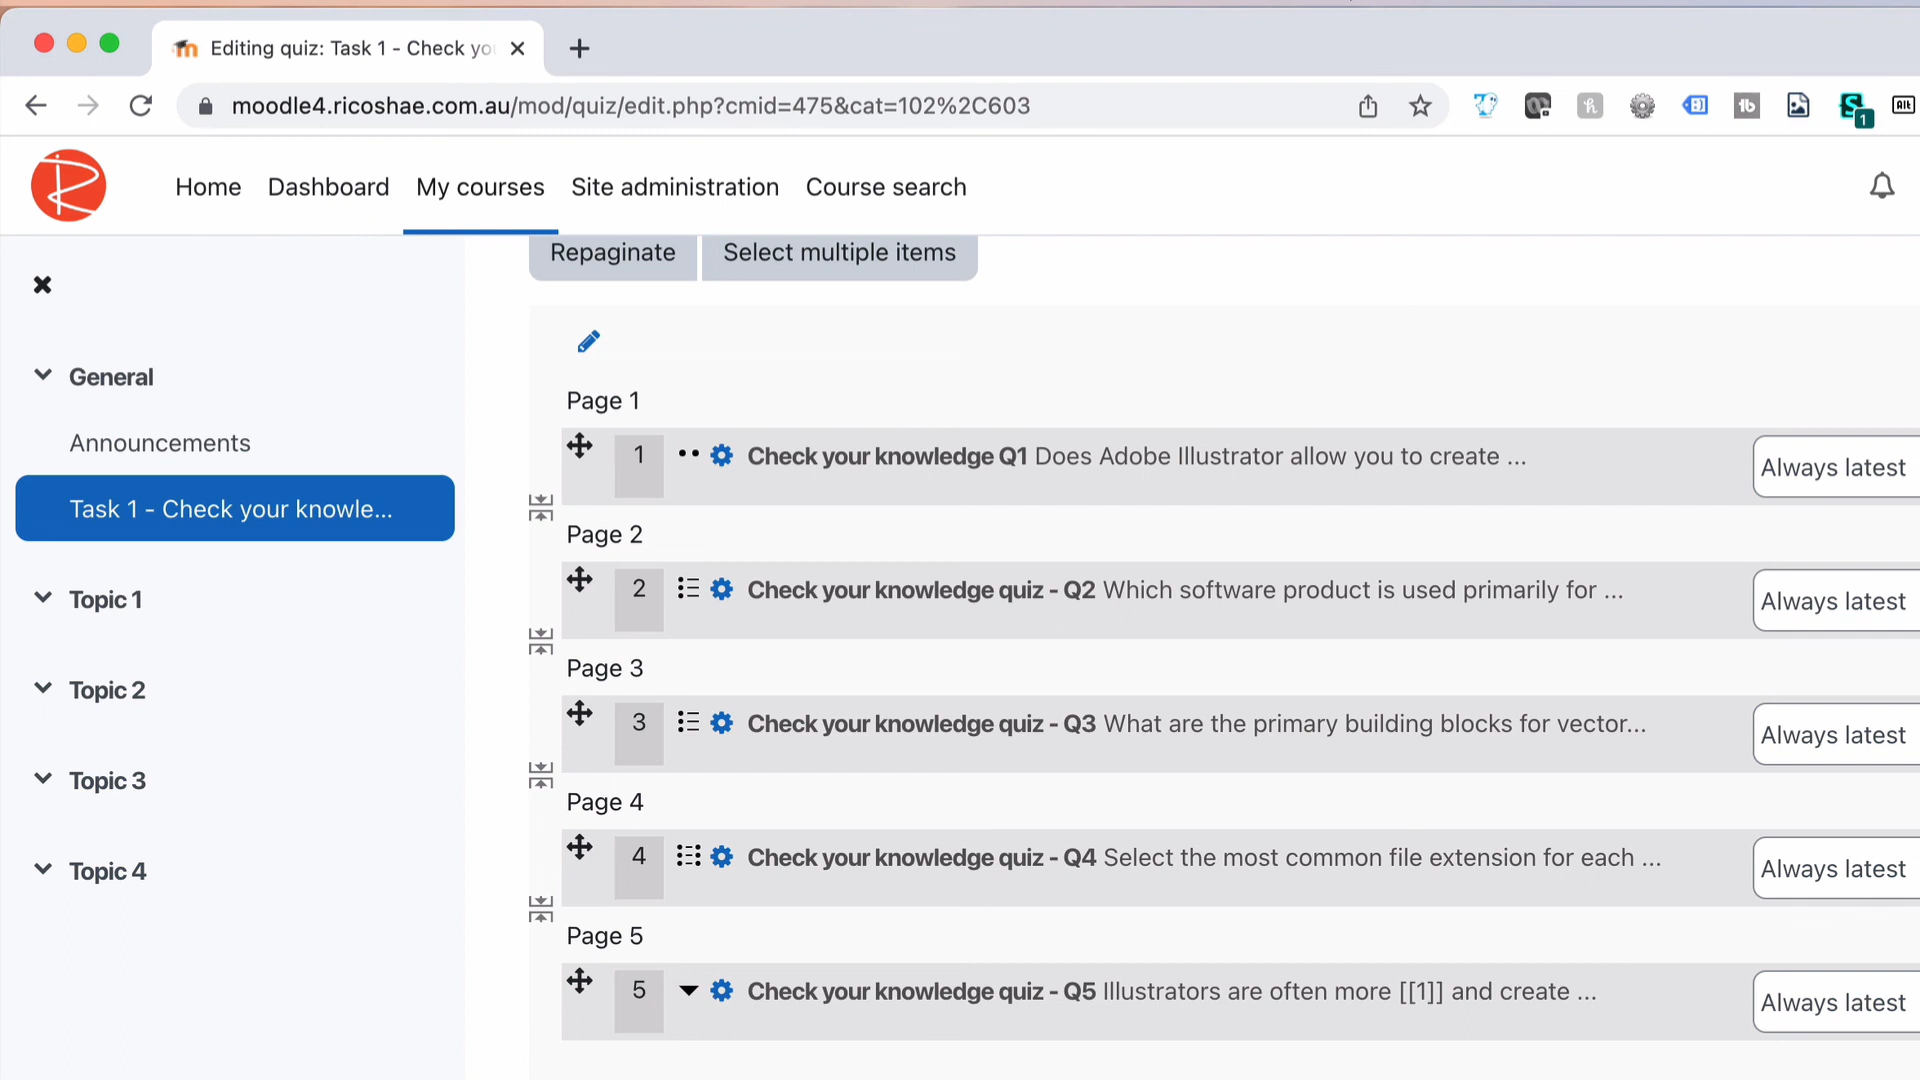 Editing quiz: Task 1 - Check yo
moodle4.ricoshae.com.au/mod/quiz/edit.php?cmid=475&cat=102%2C603
1
Alt
Home Dashboard My courses Site administration Course search
Repaginate Select multiple items
General
Announcements
Task 1 - Check your knowle...
Topic 1
Topic 2
Topic 3
Topic 4
Page 1
1 Check your knowledge Q1 Does Adobe Illustrator allow you to create ... Always latest
Page 2
2 Check your knowledge quiz - Q2 Which software product is used primarily for ... Always latest
Page 3
3 Check your knowledge quiz - Q3 What are the primary building blocks for vector... Always latest
Page 4
4 Check your knowledge quiz - Q4 Select the most common file extension for each ... Always latest
Page 5
5 Check your knowledge quiz - Q5 Illustrators are often more [[1]] and create ... Always latest